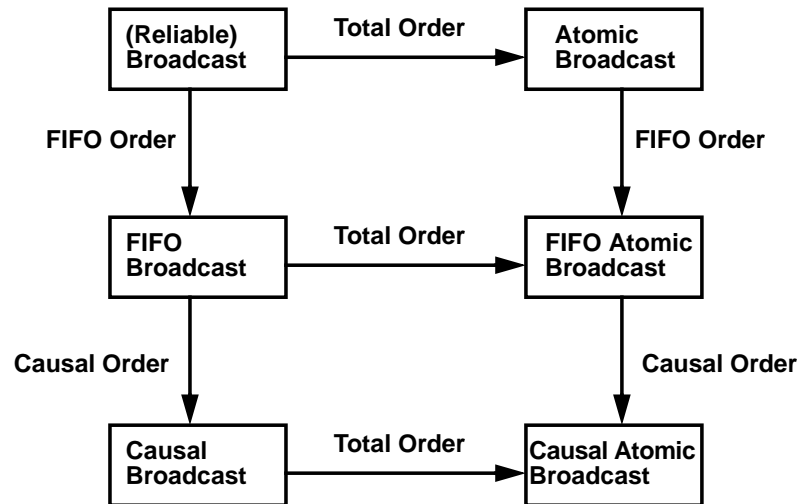 (Reliable)
Broadcast
Total Order
Atomic
Broadcast
FIFO Order
FIFO Order
FIFO
Broadcast
Total Order
FIFO Atomic
Broadcast
Causal Order
Causal Order
Causal
Broadcast
Total Order
Causal Atomic
Broadcast